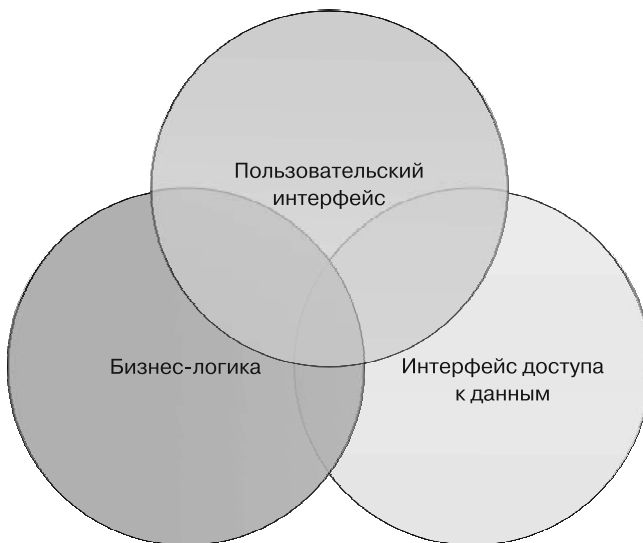 Пользовательский
интерфейс
Бизнес-логика
Интерфейс доступа
к данным